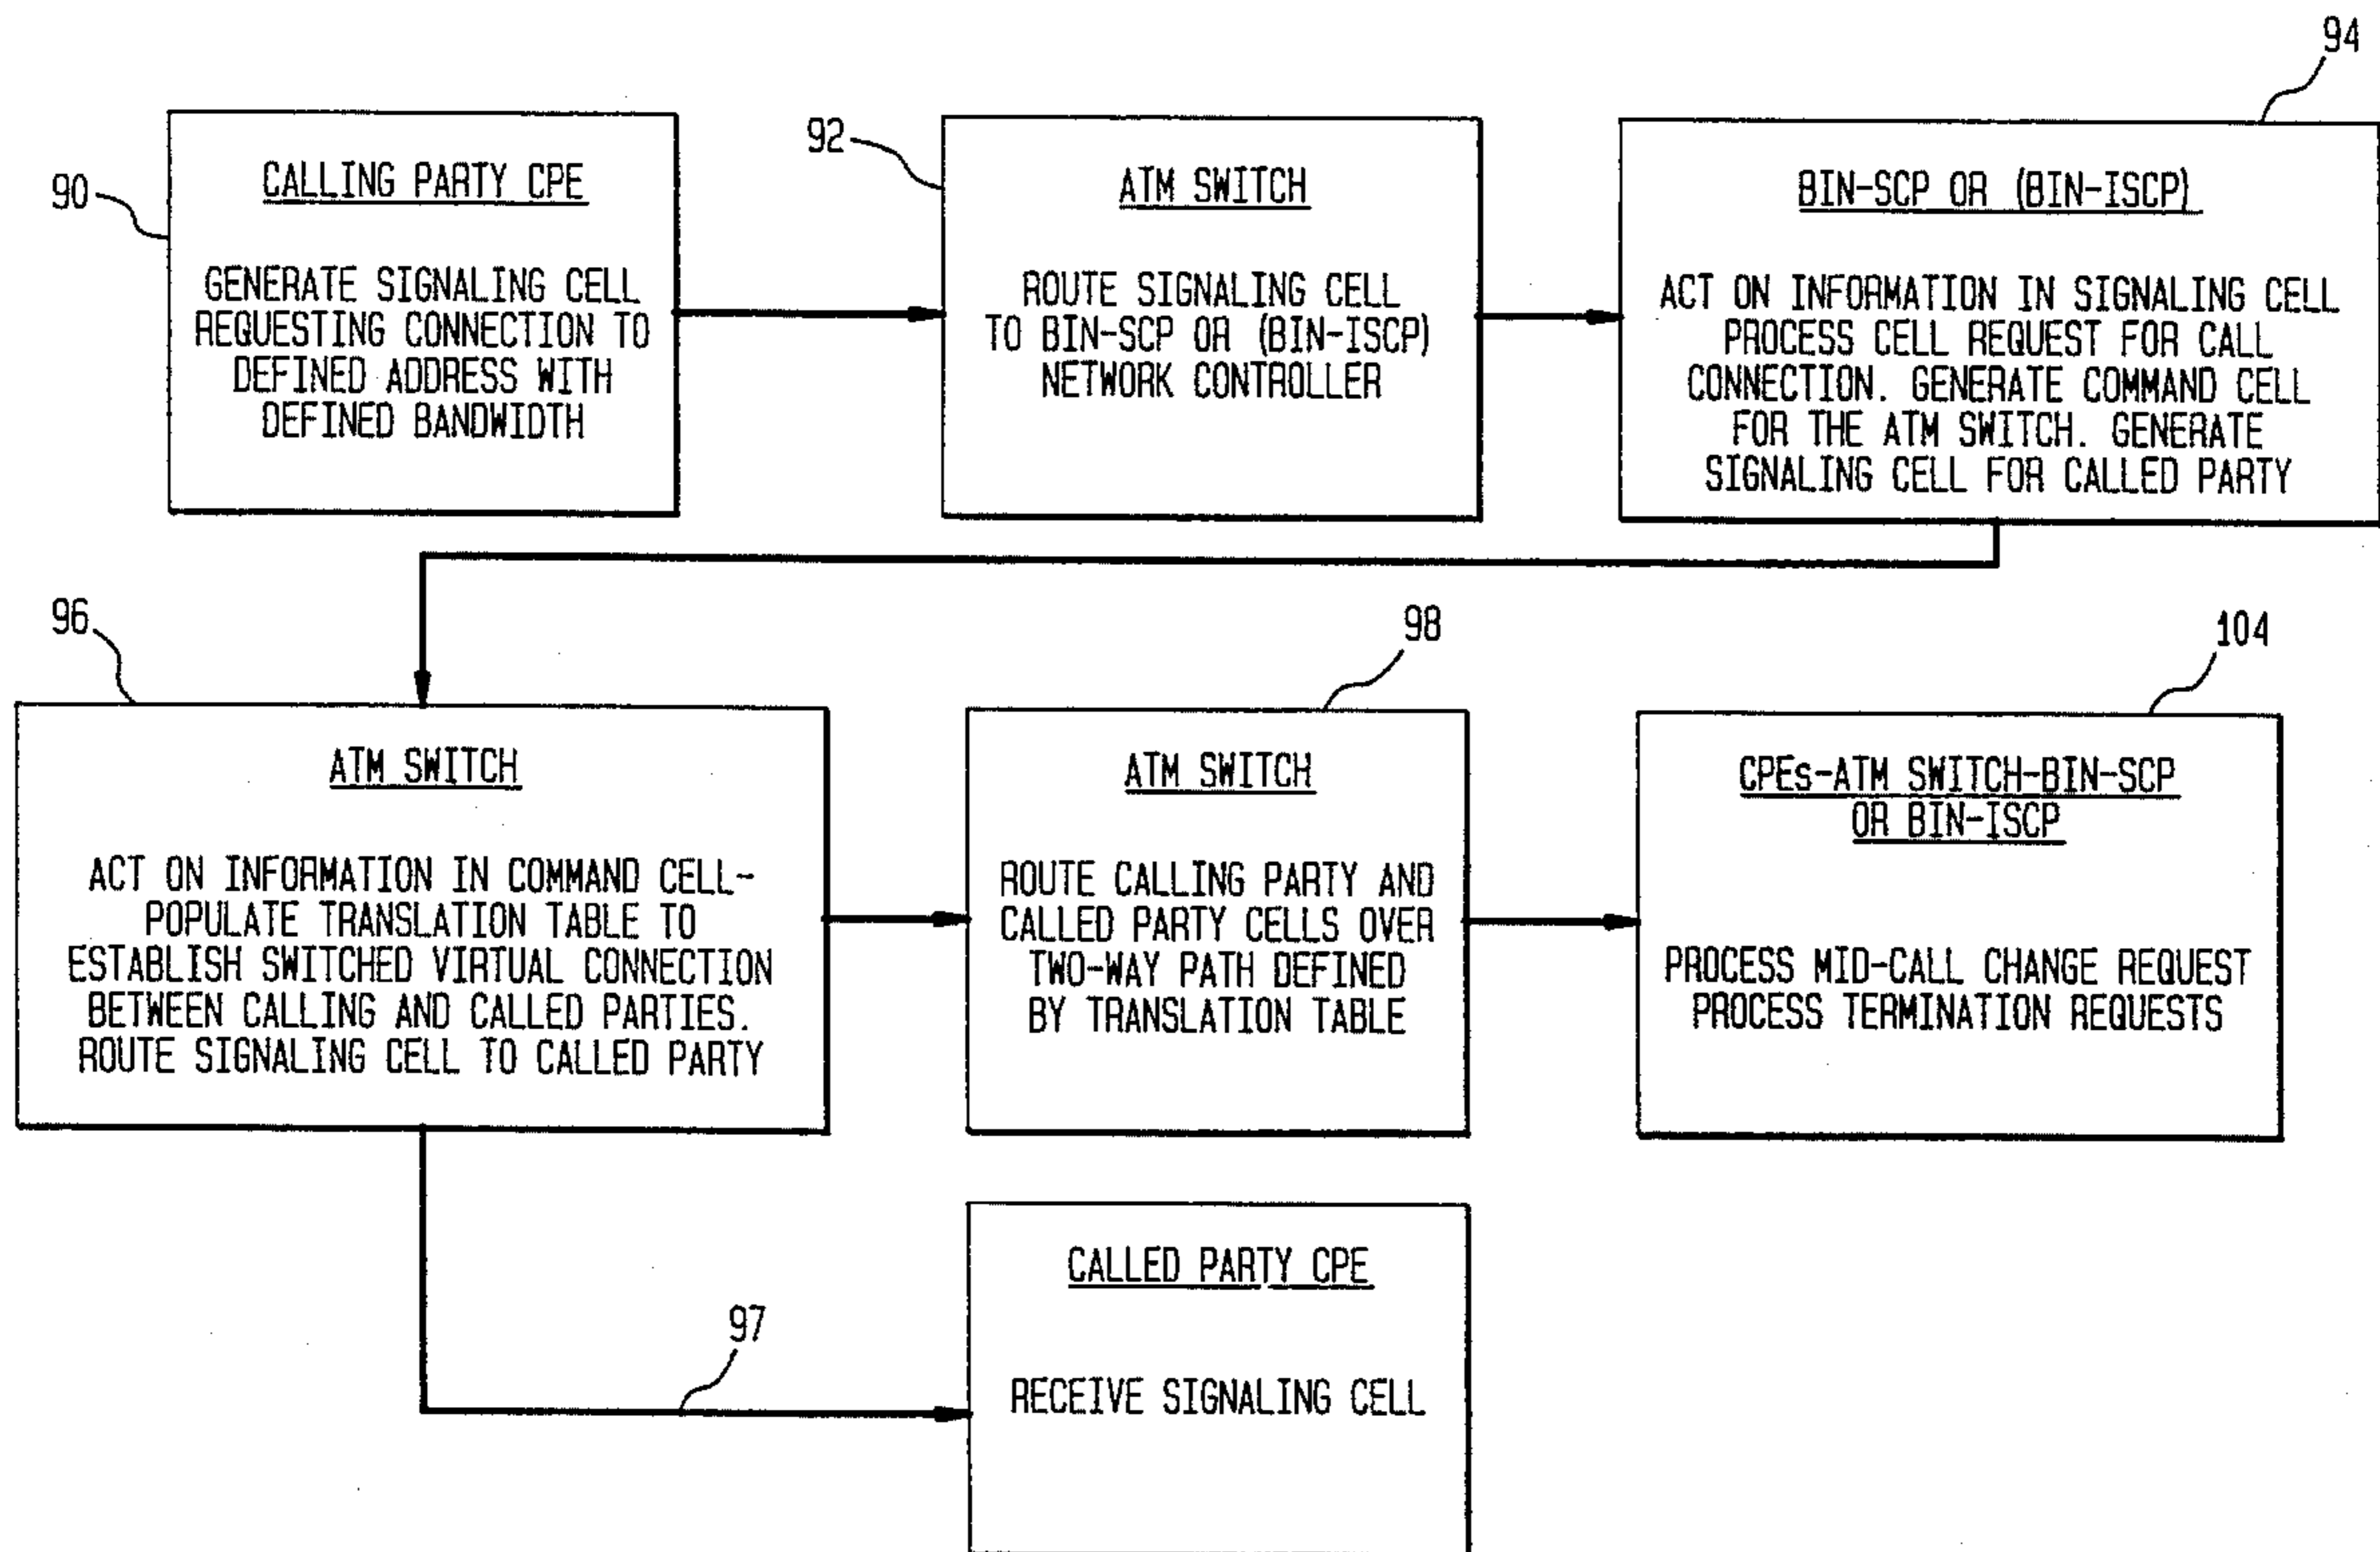 94
90
CALLING PARTY CPE
GENERATE SIGNALING CELL
REQUESTING CONNECTION TO
DEFINED ADDRESS WITH
DEFINED BANDWIDTH
92
ATM SWITCH
ROUTE SIGNALING CELL
TO BIN-SCP OR (BIN-ISCP)
NETWORK CONTROLLER
BIN-SCP OR (BIN-ISCP)
ACT ON INFORMATION IN SIGNALING CELL
PROCESS CELL REQUEST FOR CALL
CONNECTION. GENERATE COMMAND CELL
FOR THE ATM SWITCH. GENERATE
SIGNALING CELL FOR CALLED PARTY
96
ATM SWITCH
ACT ON INFORMATION IN COMMAND CELL-
POPULATE TRANSLATION TABLE TO
ESTABLISH SWITCHED VIRTUAL CONNECTION
BETWEEN CALLING AND CALLED PARTIES.
ROUTE SIGNALING CELL TO CALLED PARTY
98
ATM SWITCH
ROUTE CALLING PARTY AND
CALLED PARTY CELLS OVER
TWO-WAY PATH DEFINED
BY TRANSLATION TABLE
104
CPEs-ATM SWITCH-BIN-SCP
OR BIN-ISCP
PROCESS MID-CALL CHANGE REQUEST
PROCESS TERMINATION REQUESTS
97
CALLED PARTY CPE
RECEIVE SIGNALING CELL